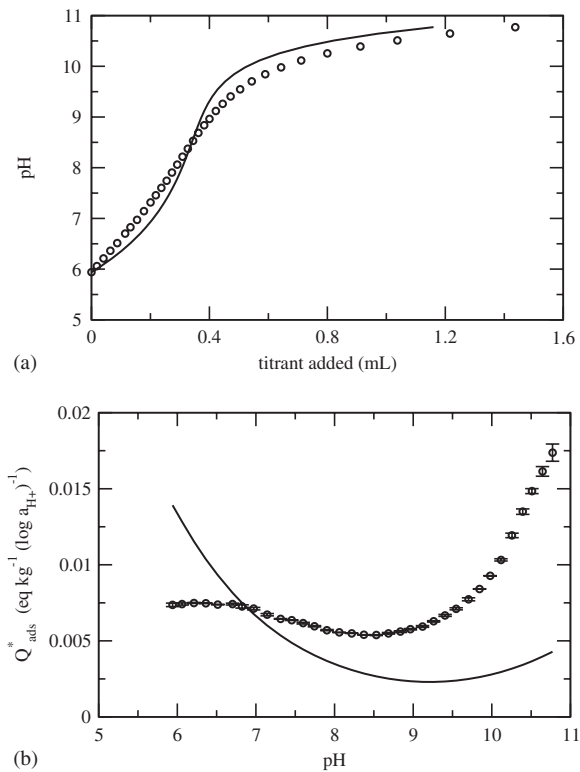 11
10
9
8
7
6
5
pH
0 0.4 0.8 1.2 1.6
titrant added (mL)
(a)
0.02
0.015
0.01
0.005
0
Q*ads (eq kg-1 (log aH+)-1)
5 6 7 8 9 10 11
pH
(b)